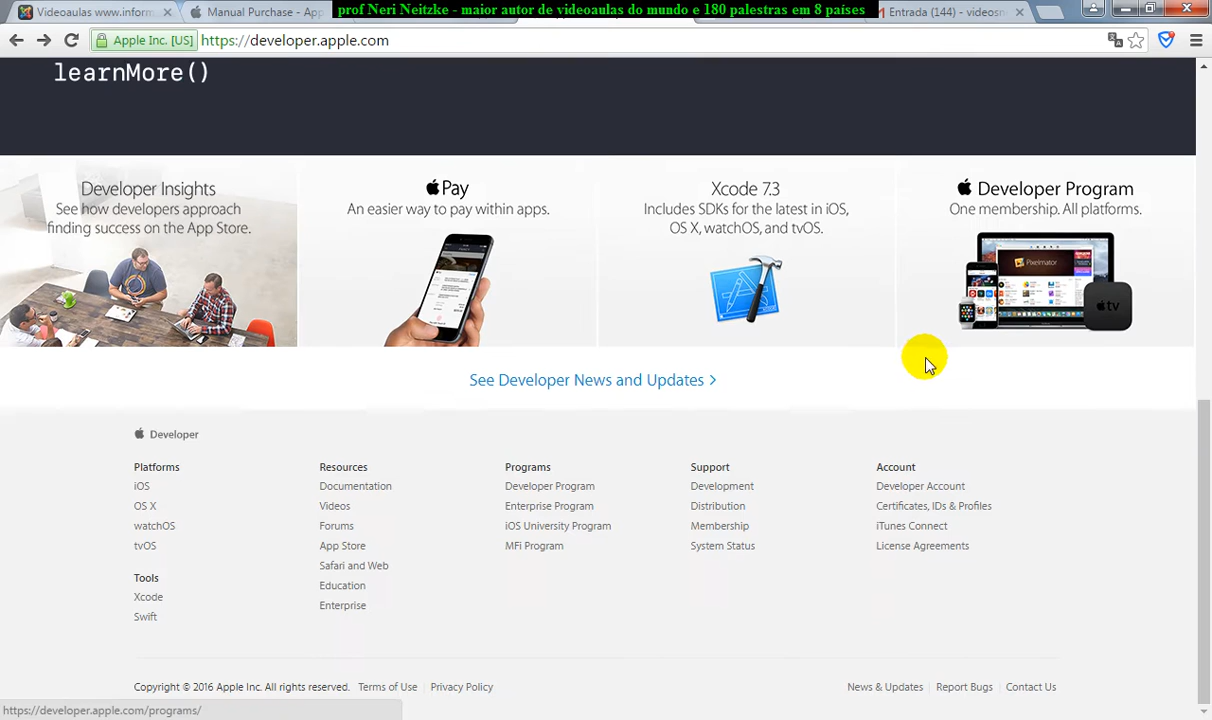 Videoaulas www.inform
Manual Purchase - Ap
prof Neri Neitzke - maior autor de videoaulas do mundo e 180 palestras em 8 países
Entrada (144) - videosn
Apple Inc. [US]
https://developer.apple.com
learnMore()
Developer Insights
See how developers approach
finding success on the App Store.
Pay
An easier way to pay within apps.
Xcode 7.3
Includes SDKs for the latest in iOS,
OS X, watchOS, and tvOS.
Developer Program
One membership. All platforms.
Pixelmator
tv
See Developer News and Updates
Developer
Platforms
iOS
OS X
watchOS
tvOS
Tools
Xcode
Swift
Resources
Documentation
Videos
Forums
App Store
Safari and Web
Education
Enterprise
Programs
Developer Program
Enterprise Program
iOS University Program
MFi Program
Support
Development
Distribution
Membership
System Status
Account
Developer Account
Certificates, IDs & Profiles
iTunes Connect
License Agreements
Copyright © 2016 Apple Inc. All rights reserved. Terms of Use Privacy Policy
News & Updates Report Bugs Contact Us
https://developer.apple.com/programs/